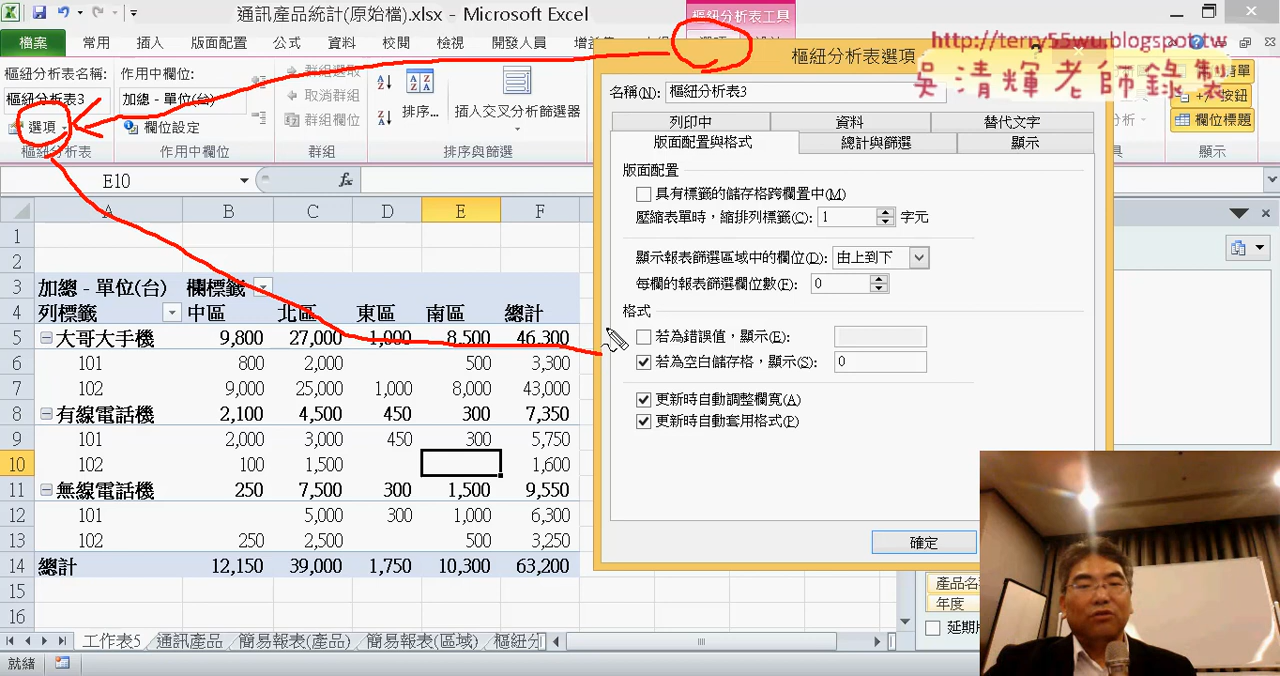 通訊產品統計(原始檔).xlsx - Microsoft Excel
樞紐分析表工具
檔案 常用 插入 版面配置 公式 資料 校閱 檢視 開發人員
http://terry55wu.blogspot.tw
吳清輝老師錄製
樞紐分析表名稱: 作用中欄位:
樞紐分析表3 加總 - 單位(台)
選項 欄位設定
群組選取
取消群組
群組欄位
排序... 插入交叉分析篩選器
+/- 按鈕
欄位標題
樞紐分析表 作用中欄位 群組 排序與篩選 顯示
E10 fx
A B C D E F
1
2
3 加總 - 單位(台) 欄標籤
4 列標籤 中區 北區 東區 南區 總計
5 大哥大手機 9,800 27,000 1,000 8,500 46,300
6 101 800 2,000 500 3,300
7 102 9,000 25,000 1,000 8,000 43,000
8 有線電話機 2,100 4,500 450 300 7,350
9 101 2,000 3,000 450 300 5,750
10 102 100 1,500 1,600
11 無線電話機 250 7,500 300 1,500 9,550
12 101 5,000 300 1,000 6,300
13 102 250 2,500 500 3,250
14 總計 12,150 39,000 1,750 10,300 63,200
15
16
工作表5 通訊產品 簡易報表(產品) 簡易報表(區域) 樞紐分
就緒
樞紐分析表選項
名稱(N): 樞紐分析表3
列印中 資料 替代文字
版面配置與格式 總計與篩選 顯示
版面配置
具有標籤的儲存格跨欄置中(M)
壓縮表單時，縮排列標籤(C): 1 字元
顯示報表篩選區域中的欄位(D): 由上到下
每欄的報表篩選欄位數(F): 0
格式
若為錯誤值，顯示(E):
若為空白儲存格，顯示(S): 0
更新時自動調整欄寬(A)
更新時自動套用格式(P)
確定
產品名
年度
延期